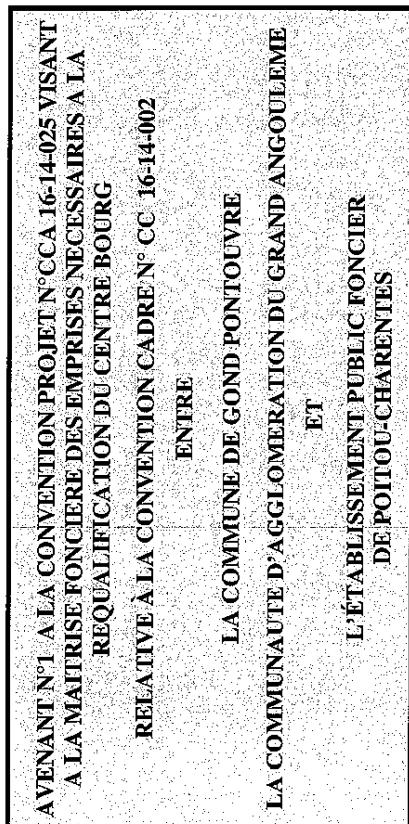 AVENANT N°1 A LA CONVENTION PROJET N°CCA 16-14-025 VISANT
A LA MAITRISE FONCIERE DES EMPRISES NECESSAIRES A LA
REQUALIFICATION DU CENTRE BOURG
RELATIVE À LA CONVENTION CADRE N° CC 16-14-002
ENTRE
LA COMMUNE DE GOND PONTOUVRE
LA COMMUNAUTE D'AGGLOMERATION DU GRAND ANGOULEME
ET
L'ÉTABLISSEMENT PUBLIC FONCIER
DE POITOU-CHARENTES